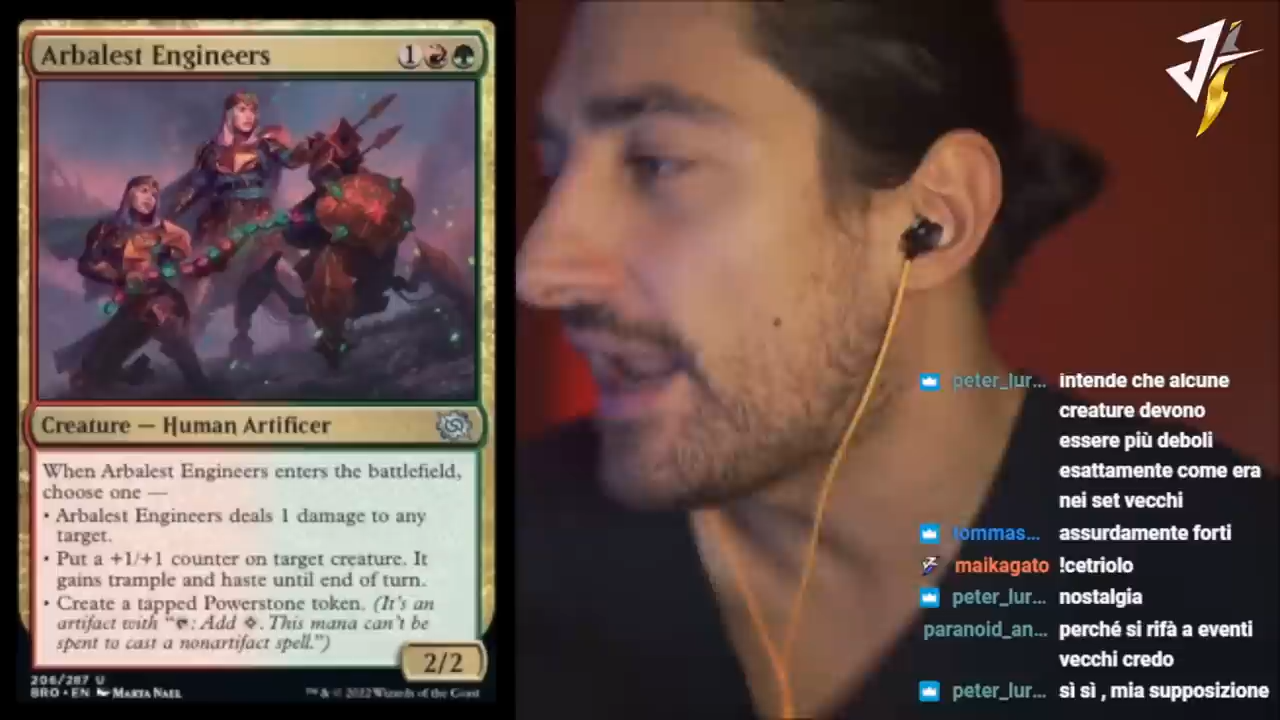 Arbalest Engineers 1
Creature — Human Artificer
When Arbalest Engineers enters the battlefield,
choose one —
• Arbalest Engineers deals 1 damage to any
target.
• Put a +1/+1 counter on target creature. It
gains trample and haste until end of turn.
• Create a tapped Powerstone token. (It's an
artifact with “: Add . This mana can't be
spent to cast a nonartifact spell.”)
2/2
206/287 U
BRO • EN Marta Nael
™ & © 2022 Wizards of the Coast
peter_lur... intende che alcune
creature devono
essere più deboli
esattamente come era
nei set vecchi
tommas... assurdamente forti
maikagato !cetriolo
peter_lur... nostalgia
paranoid_an... perché si rifà a eventi
vecchi credo
peter_lur... sì sì , mia supposizione